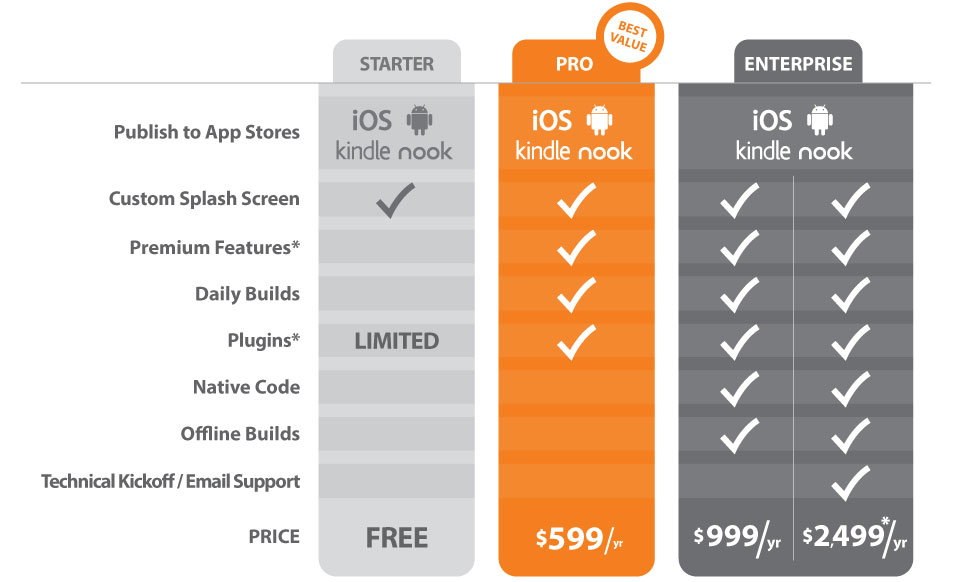 BEST
VALUE
STARTER
PRO
ENTERPRISE
Publish to App Stores
iOS
kindle nook
iOS
kindle nook
iOS
kindle nook
Custom Splash Screen
Premium Features*
Daily Builds
Plugins*
LIMITED
Native Code
Offline Builds
Technical Kickoff / Email Support
PRICE
FREE
$599/yr
$999/yr
$2,499*/yr